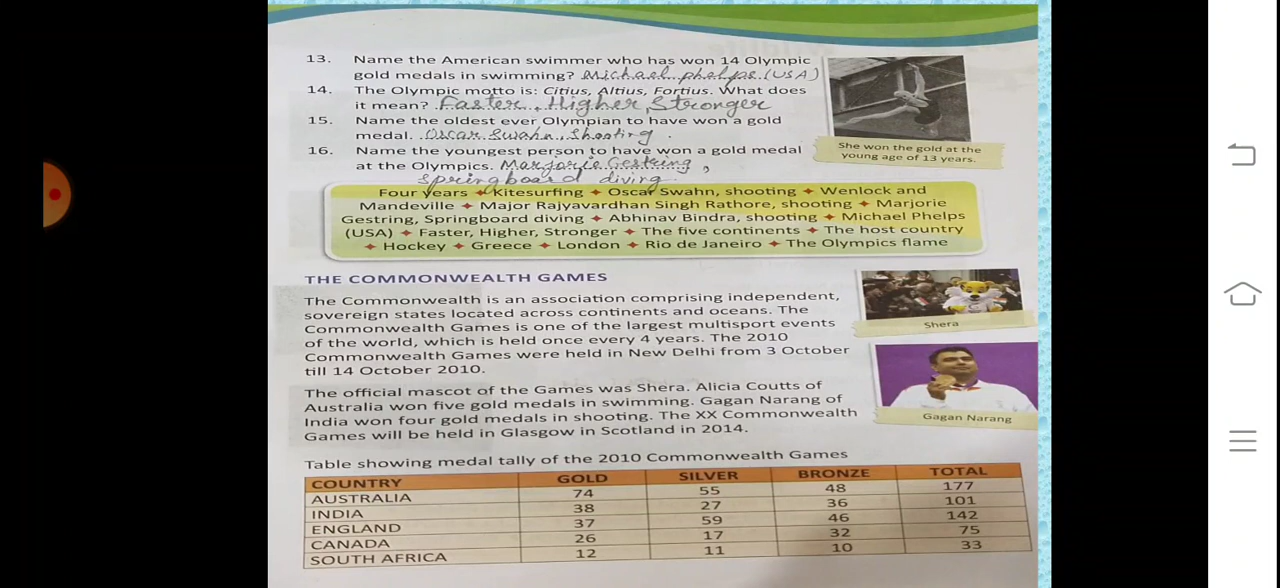 13. Name the American swimmer who has won 14 Olympic
gold medals in swimming? Michael phelps (USA)
14. The Olympic motto is: Citius, Altius, Fortius. What does
it mean? Faster, Higher, Stronger
15. Name the oldest ever Olympian to have won a gold
medal. Oscar Swahn, Shooting.
16. Name the youngest person to have won a gold medal
at the Olympics. Marjorie Gestring,
springboard diving
She won the gold at the
young age of 13 years.
Four years ✦ Kitesurfing ✦ Oscar Swahn, shooting ✦ Wenlock and
Mandeville ✦ Major Rajyavardhan Singh Rathore, shooting ✦ Marjorie
Gestring, Springboard diving ✦ Abhinav Bindra, shooting ✦ Michael Phelps
(USA) ✦ Faster, Higher, Stronger ✦ The five continents ✦ The host country
✦ Hockey ✦ Greece ✦ London ✦ Rio de Janeiro ✦ The Olympics flame
THE COMMONWEALTH GAMES
The Commonwealth is an association comprising independent,
sovereign states located across continents and oceans. The
Commonwealth Games is one of the largest multisport events
of the world, which is held once every 4 years. The 2010
Commonwealth Games were held in New Delhi from 3 October
till 14 October 2010.
Shera
The official mascot of the Games was Shera. Alicia Coutts of
Australia won five gold medals in swimming. Gagan Narang of
India won four gold medals in shooting. The XX Commonwealth
Games will be held in Glasgow in Scotland in 2014.
Gagan Narang
Table showing medal tally of the 2010 Commonwealth Games
COUNTRY GOLD SILVER BRONZE TOTAL
AUSTRALIA 74 55 48 177
INDIA 38 27 36 101
ENGLAND 37 59 46 142
CANADA 26 17 32 75
SOUTH AFRICA 12 11 10 33